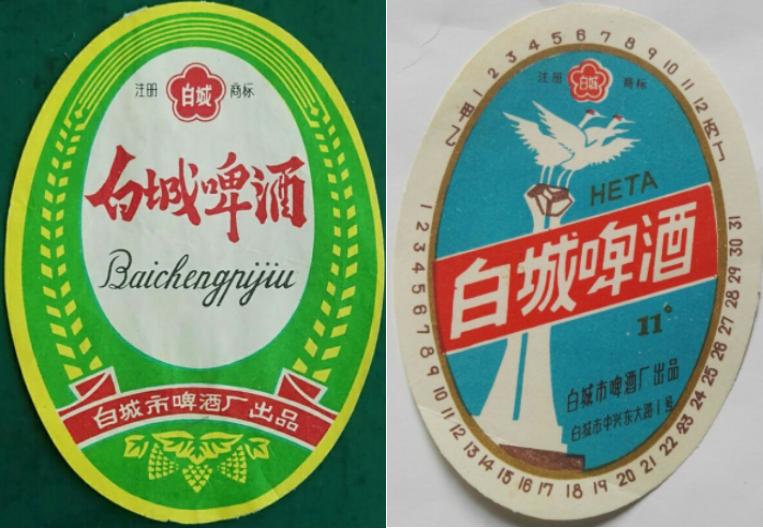 注册 白城 商标
白城啤酒
Baichengpijiu
白城市啤酒厂出品
乙 甲 1 2 3 4 5 6 7 8 9 10 11 12 丙 丁
注册 白城 商标
HETA
白城啤酒
11°
白城市啤酒厂出品
白城市中兴东大路1号
1 2 3 4 5 6 7 8 9 10 11 12 13 14 15 16 17 18 19 20 21 22 23 24 25 26 27 28 29 30 31